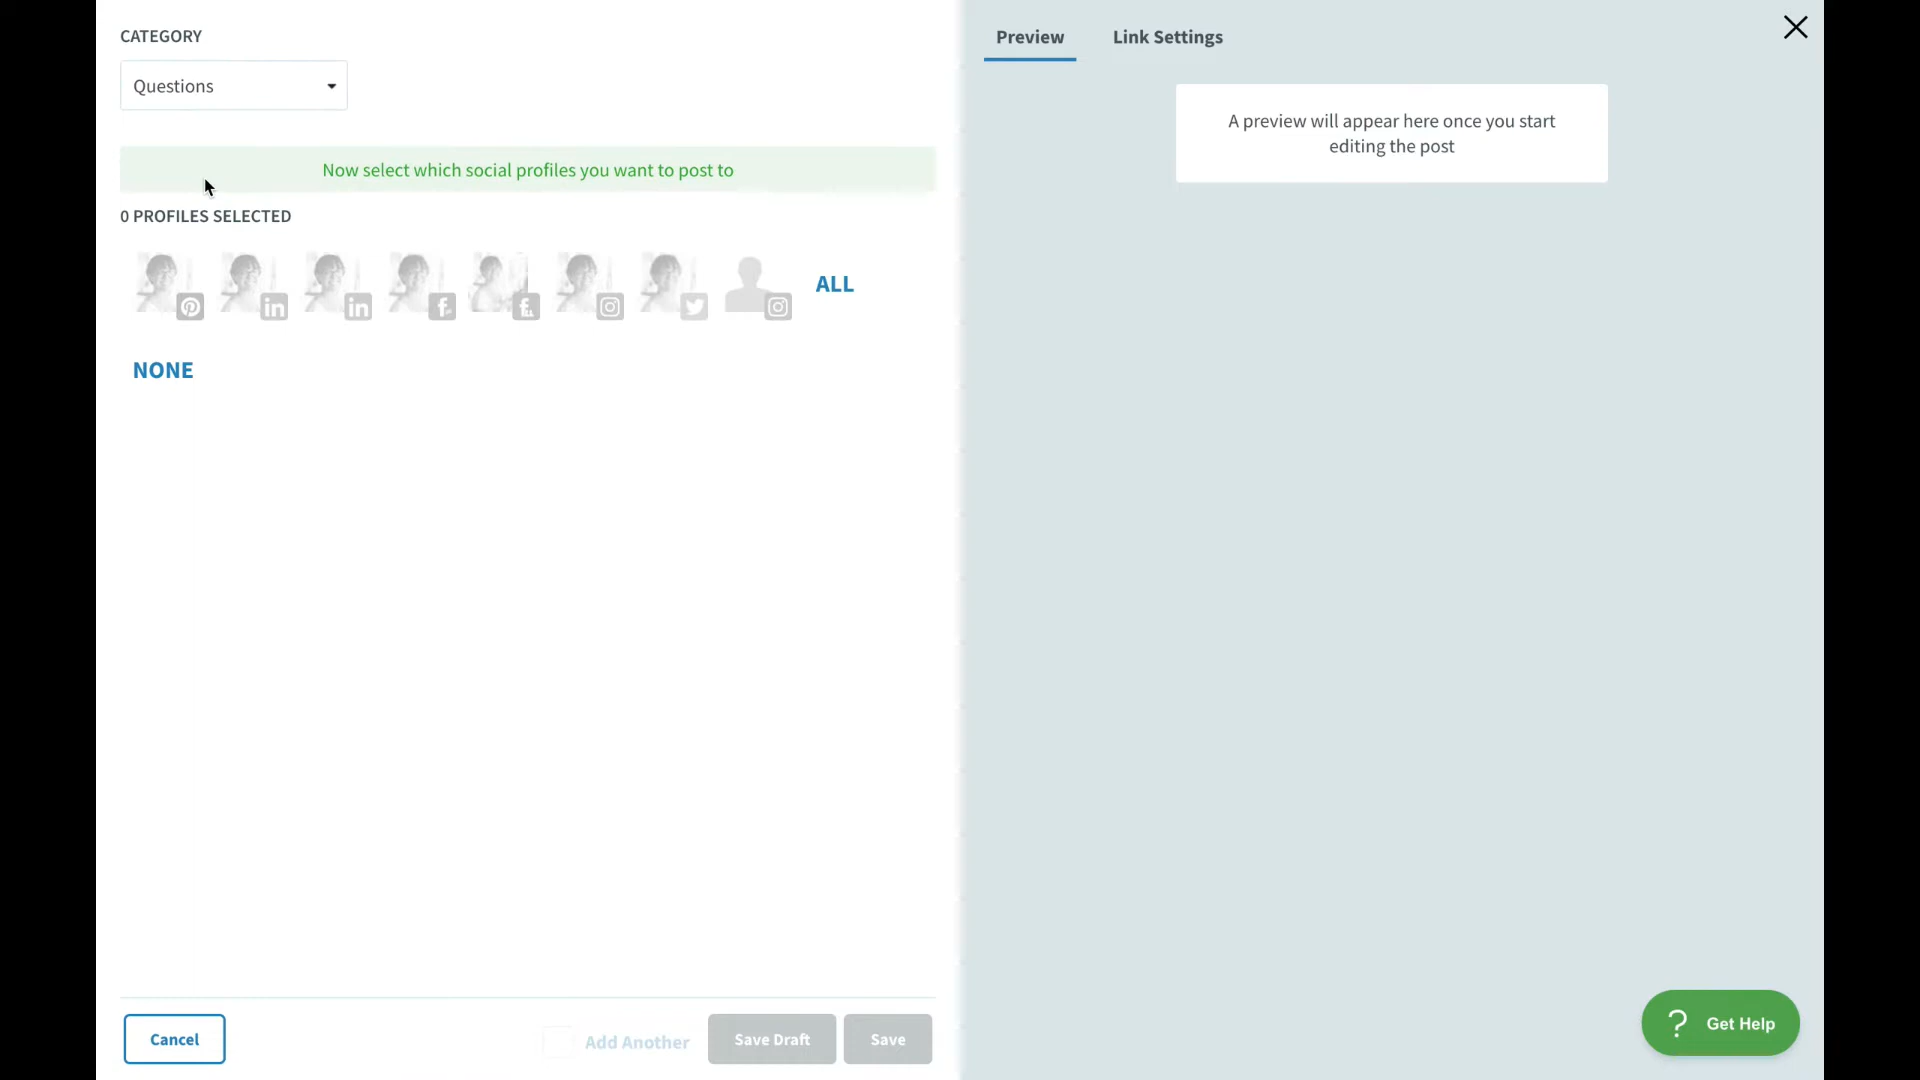 CATEGORY
Questions
Now select which social profiles you want to post to
0 PROFILES SELECTED
ALL
NONE
Cancel
Add Another
Save Draft
Save
Preview
Link Settings
A preview will appear here once you start
editing the post
Get Help